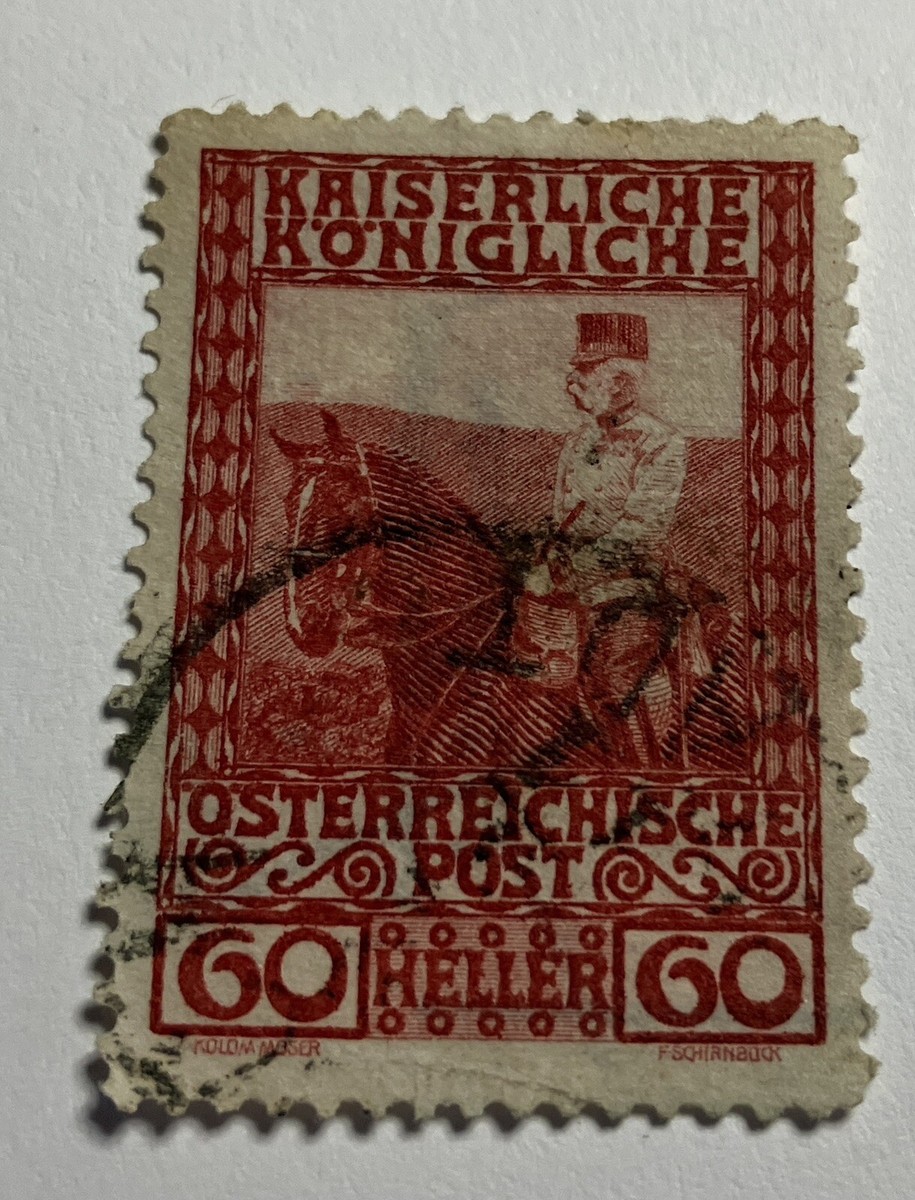 KAISERLICHE
KÖNIGLICHE
ÖSTERREICHISCHE
POST
60 HELLER 60
KOLOM·MOSER F·SCHIRNBÖCK